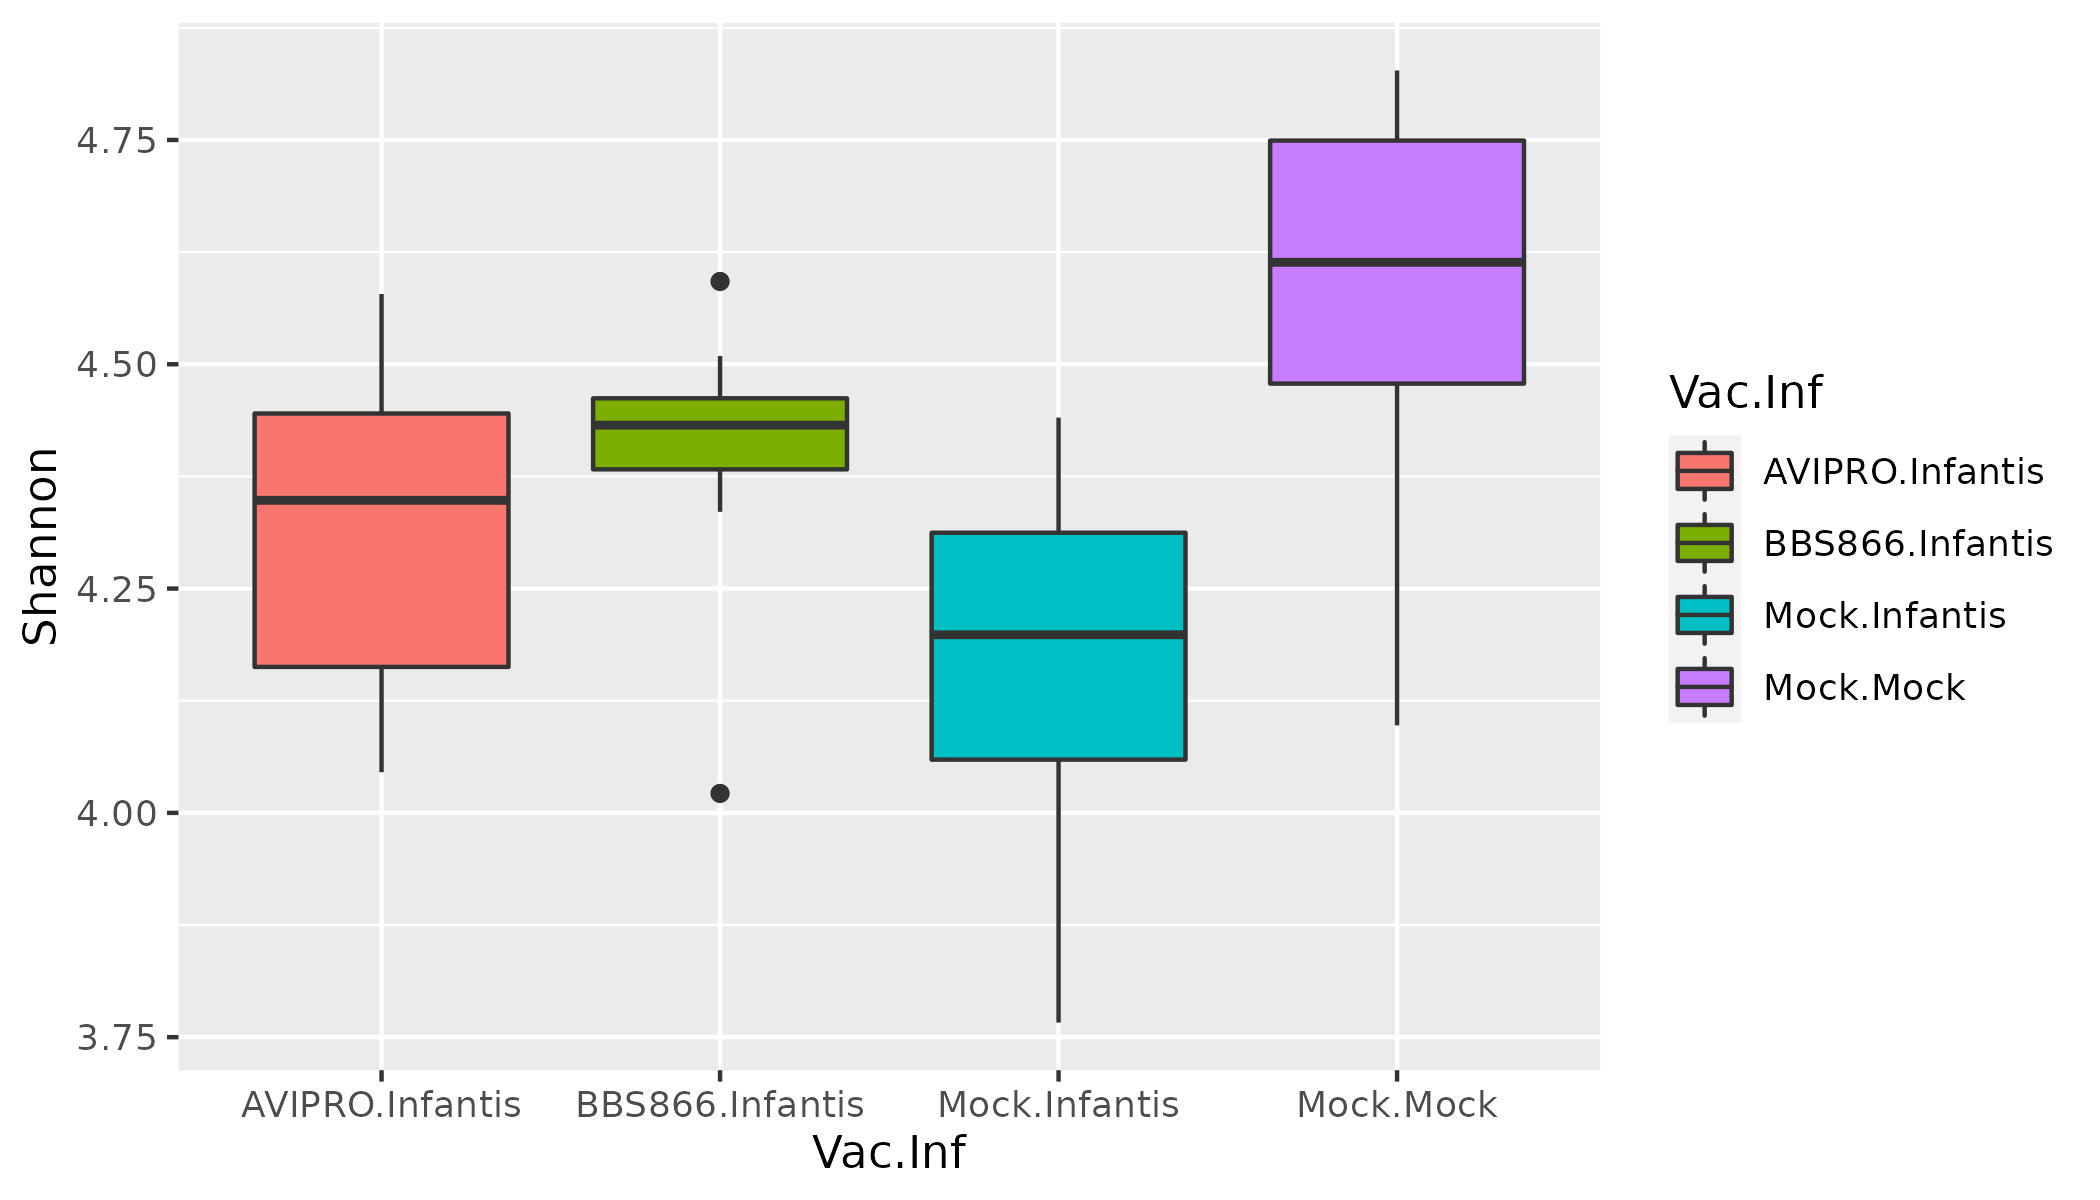 4.75
4.50
4.25
4.00
3.75
Shannon
AVIPRO.Infantis
BBS866.Infantis
Mock.Infantis
Mock.Mock
Vac.Inf
Vac.Inf
AVIPRO.Infantis
BBS866.Infantis
Mock.Infantis
Mock.Mock